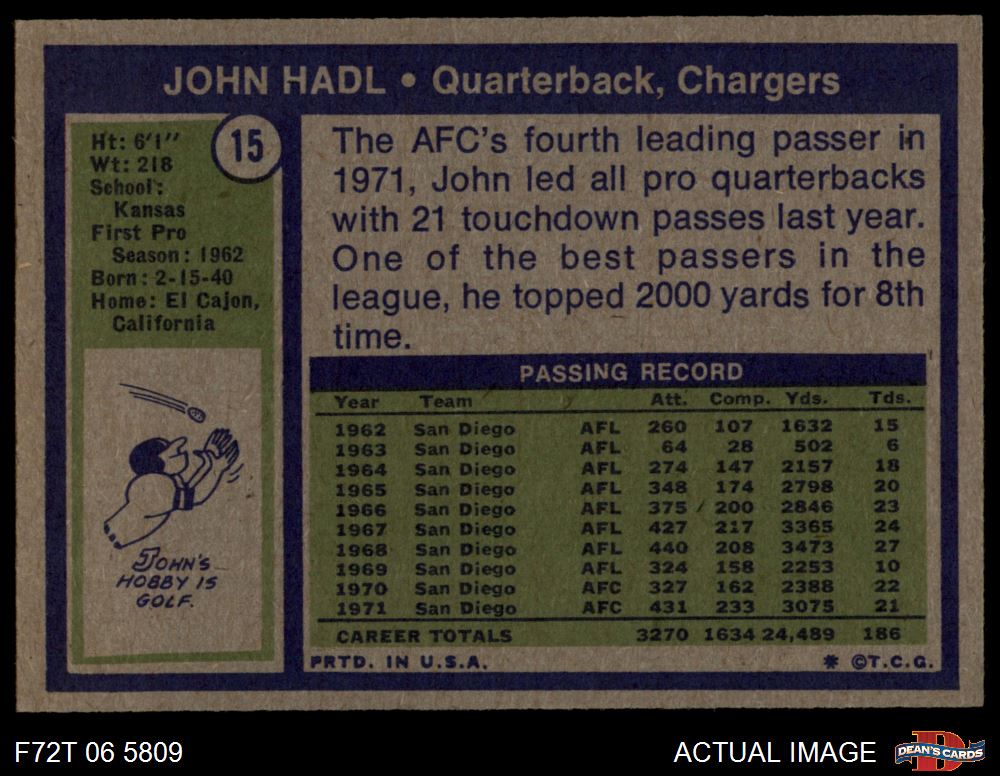 JOHN HADL • Quarterback, Chargers
15
Ht: 6'1''
Wt: 218
School:
Kansas
First Pro
Season: 1962
Born: 2-15-40
Home: El Cajon,
California
JOHN'S
HOBBY IS
GOLF.
The AFC's fourth leading passer in
1971, John led all pro quarterbacks
with 21 touchdown passes last year.
One of the best passers in the
league, he topped 2000 yards for 8th
time.
PASSING RECORD
Year Team Att. Comp. Yds. Tds.
1962 San Diego AFL 260 107 1632 15
1963 San Diego AFL 64 28 502 6
1964 San Diego AFL 274 147 2157 18
1965 San Diego AFL 348 174 2798 20
1966 San Diego AFL 375 200 2846 23
1967 San Diego AFL 427 217 3365 24
1968 San Diego AFL 440 208 3473 27
1969 San Diego AFL 324 158 2253 10
1970 San Diego AFC 327 162 2388 22
1971 San Diego AFC 431 233 3075 21
CAREER TOTALS 3270 1634 24,489 186
PRTD. IN U.S.A. * ©T.C.G.
F72T 06 5809 ACTUAL IMAGE DEAN'S CARDS